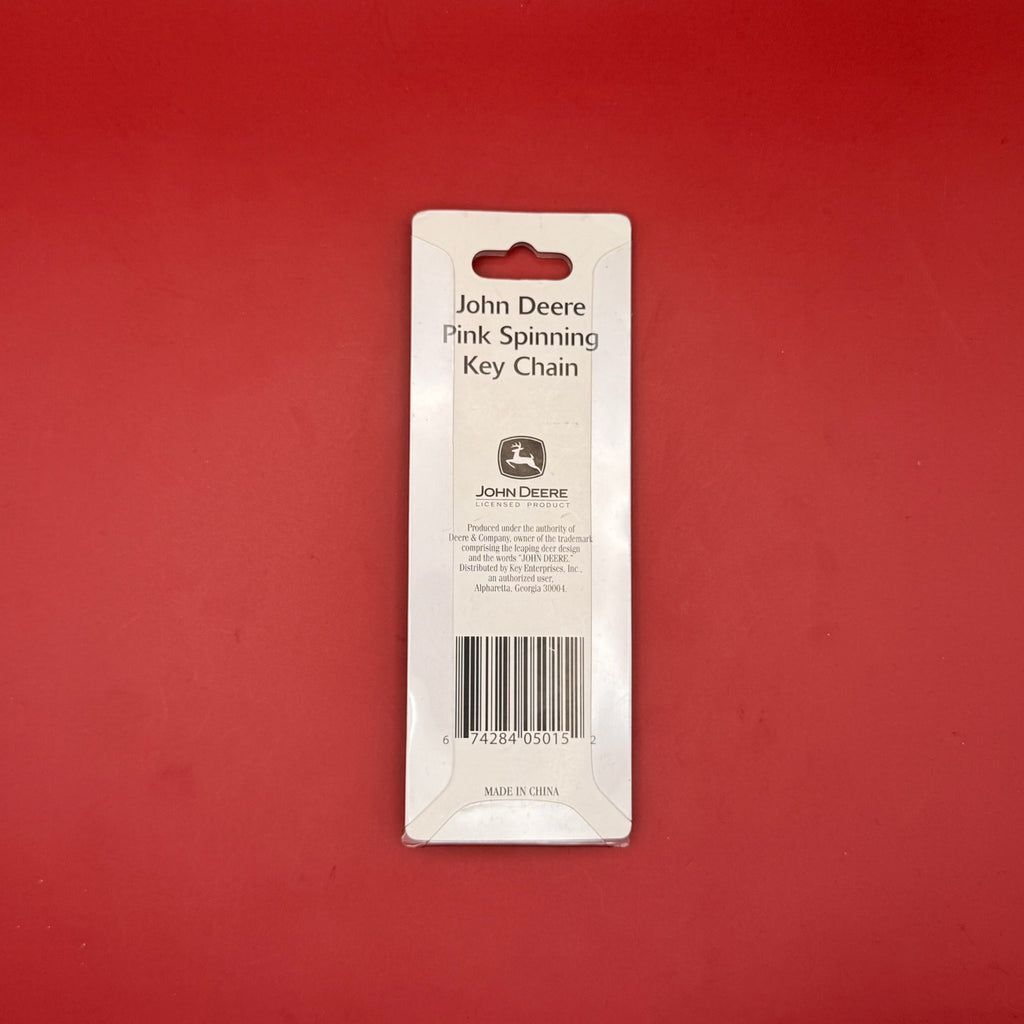 John Deere
Pink Spinning
Key Chain
JOHN DEERE
LICENSED PRODUCT
Produced under the authority of
Deere & Company, owner of the trademark
comprising the leaping deer design
and the words "JOHN DEERE."
Distributed by Key Enterprises, Inc.,
an authorized user,
Alpharetta, Georgia 30004.
6 74284 05015 2
MADE IN CHINA